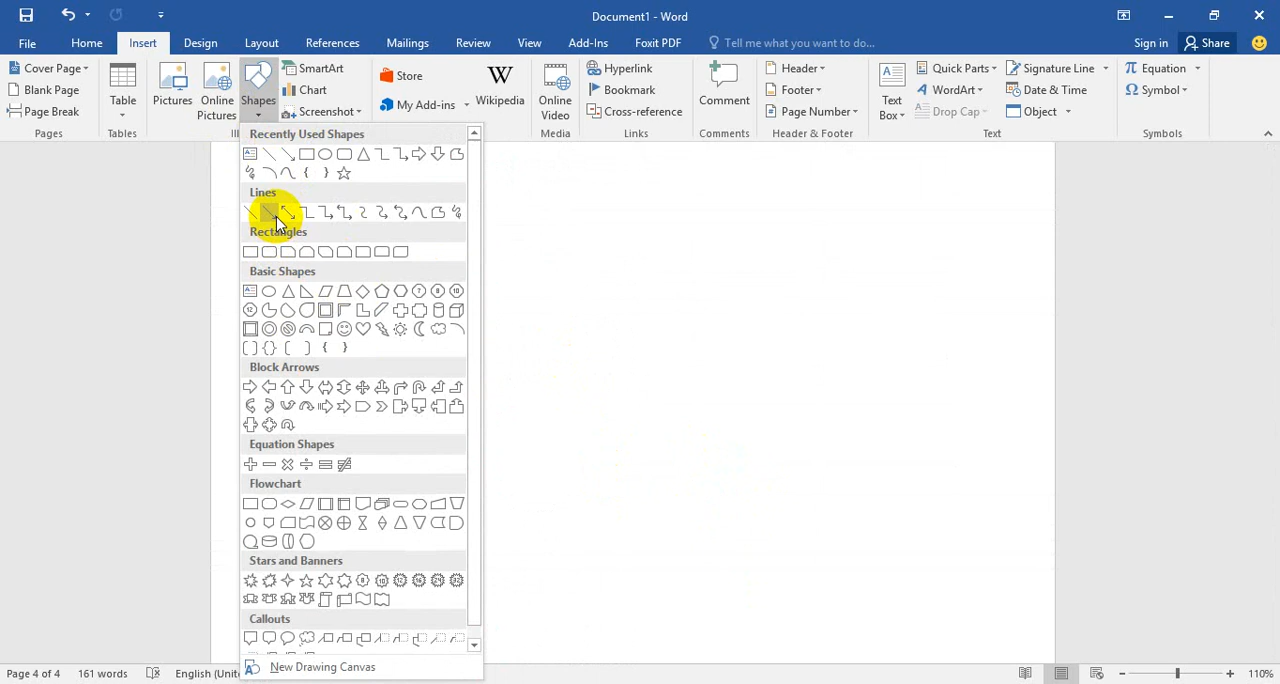 Document1 - Word
File Home Insert Design Layout References Mailings Review View Add-Ins Foxit PDF Tell me what you want to do... Sign in Share
Cover Page
Blank Page
Page Break
Pages
Table
Tables
Pictures
Online Pictures
Shapes
SmartArt
Chart
Screenshot
Store
My Add-ins
Wikipedia
Online Video
Media
Hyperlink
Bookmark
Cross-reference
Links
Comment
Comments
Header
Footer
Page Number
Header & Footer
Text Box
Quick Parts
WordArt
Drop Cap
Signature Line
Date & Time
Object
Text
Equation
Symbol
Symbols
Recently Used Shapes
Lines
Rectangles
Basic Shapes
Block Arrows
Equation Shapes
Flowchart
Stars and Banners
Callouts
New Drawing Canvas
Page 4 of 4 161 words 110%